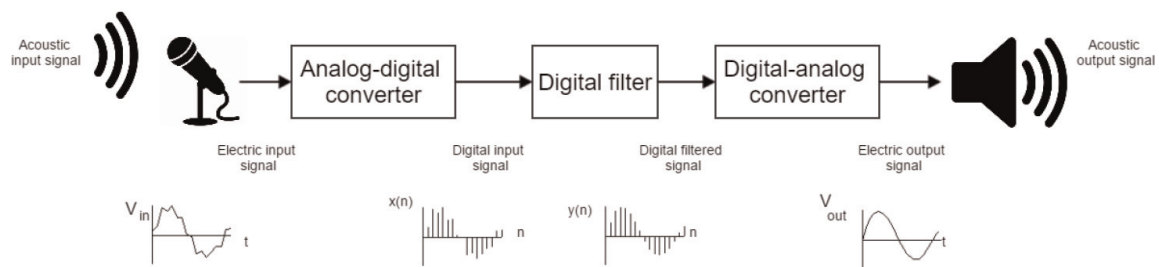 Acoustic
input signal
Analog-digital
converter
Digital filter
Digital-analog
converter
Acoustic
output signal
Electric input
signal
Digital input
signal
Digital filtered
signal
Electric output
signal
V in
t
x(n)
n
y(n)
n
V out
t